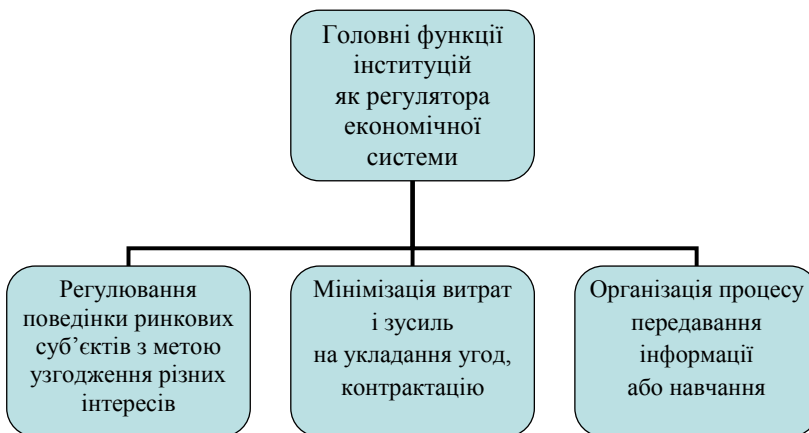 Головні функції
інституцій
як регулятора
економічної
системи
Регулювання
поведінки ринкових
суб’єктів з метою
узгодження різних
інтересів
Мінімізація витрат
і зусиль
на укладання угод,
контрактацію
Організація процесу
передавання
інформації
або навчання